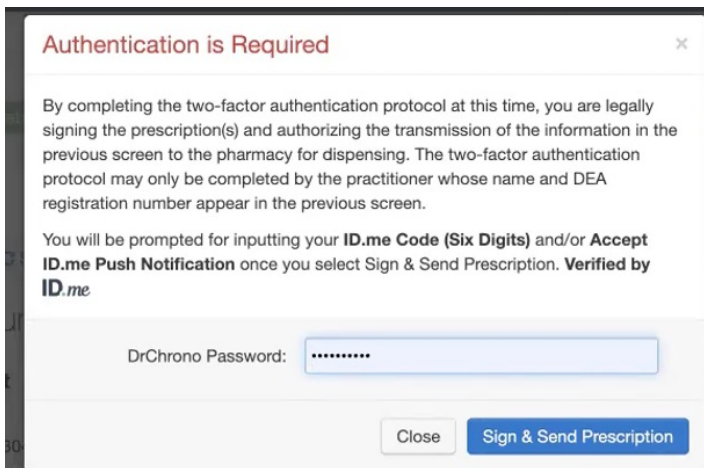 Authentication is Required
×
By completing the two-factor authentication protocol at this time, you are legally
signing the prescription(s) and authorizing the transmission of the information in the
previous screen to the pharmacy for dispensing. The two-factor authentication
protocol may only be completed by the practitioner whose name and DEA
registration number appear in the previous screen.
You will be prompted for inputting your ID.me Code (Six Digits) and/or Accept
ID.me Push Notification once you select Sign & Send Prescription. Verified by
ID.me
DrChrono Password: ••••••••••
Close Sign & Send Prescription